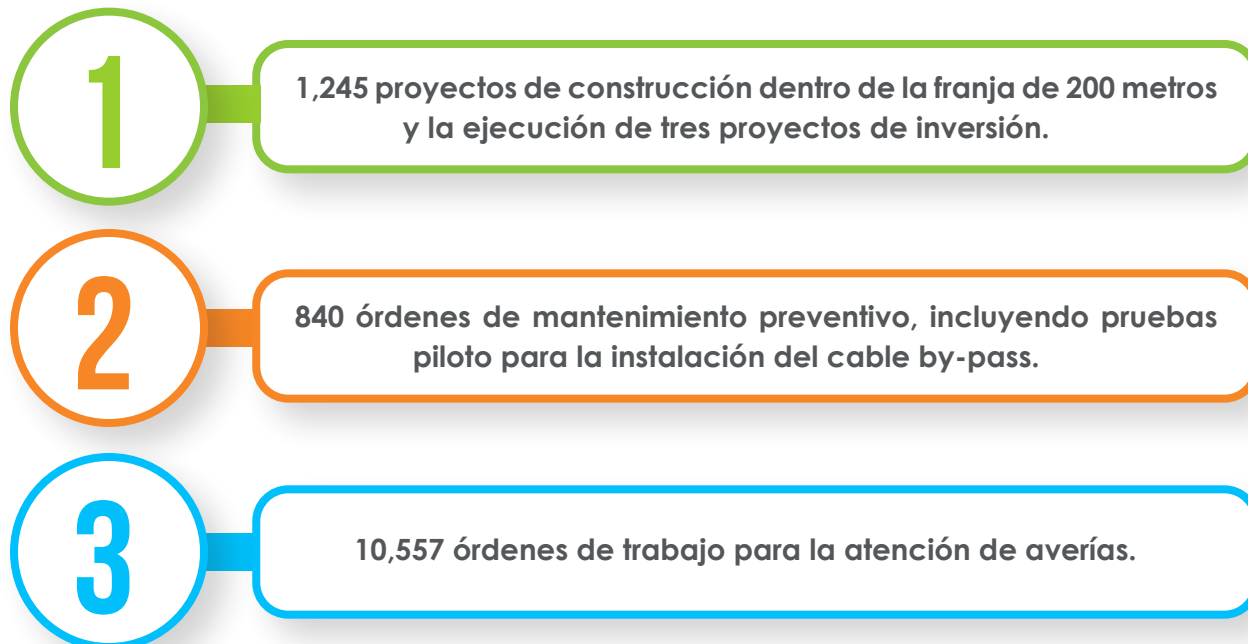 1
1,245 proyectos de construcción dentro de la franja de 200 metros
y la ejecución de tres proyectos de inversión.
2
840 órdenes de mantenimiento preventivo, incluyendo pruebas
piloto para la instalación del cable by-pass.
3
10,557 órdenes de trabajo para la atención de averías.